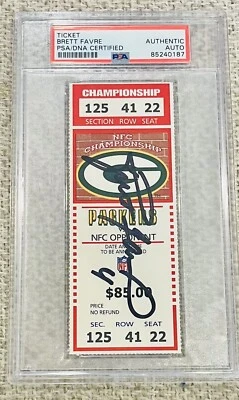 TICKET
BRETT FAVRE
PSA/DNA CERTIFIED
AUTHENTIC
AUTO
85240187
PSA
CHAMPIONSHIP
125 41 22
SECTION ROW SEAT
NFC
CHAMPIONSHIP
PACKERS
NFC OPPONENT
DATE AND
TO BE ANNOUNCED
$85.00
PRICE
NO REFUND
SEC. ROW SEAT
125 41 22